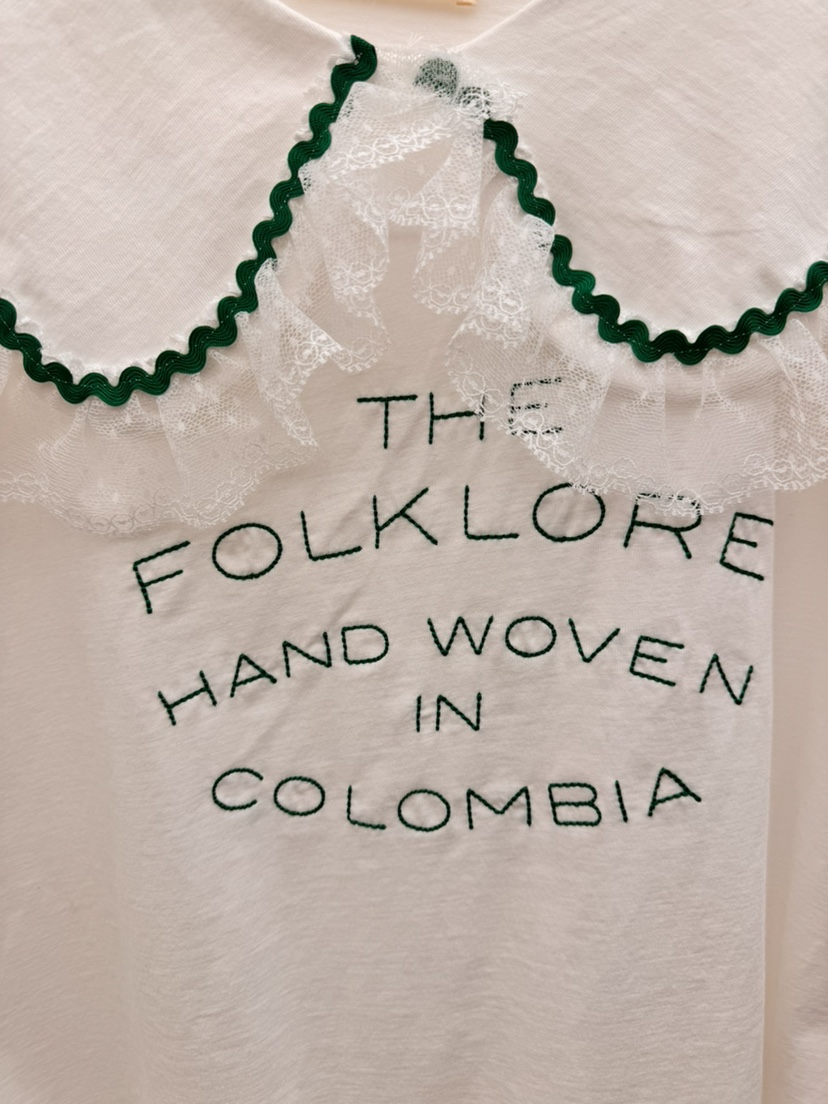 THE
FOLKLORE
HAND WOVEN
IN
COLOMBIA